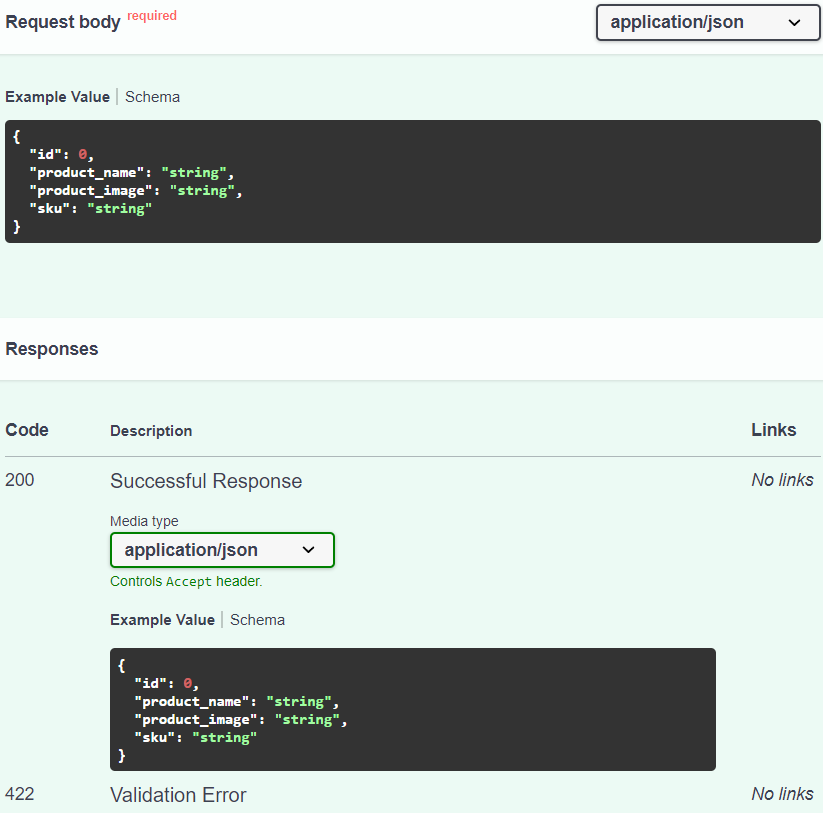 Request body required
application/json
Example Value | Schema
{
  "id": 0,
  "product_name": "string",
  "product_image": "string",
  "sku": "string"
}
Responses
Code Description Links
200 Successful Response No links
Media type
application/json
Controls Accept header.
Example Value | Schema
{
  "id": 0,
  "product_name": "string",
  "product_image": "string",
  "sku": "string"
}
422 Validation Error No links